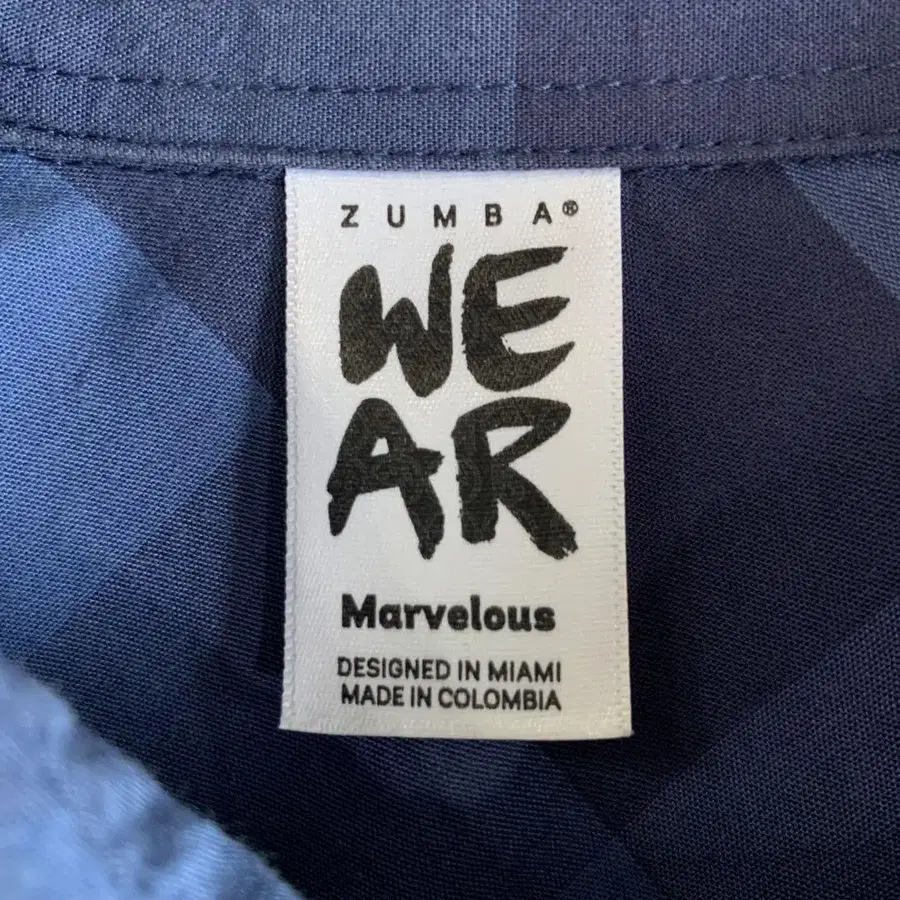 ZUMBA®
WE
AR
Marvelous
DESIGNED IN MIAMI
MADE IN COLOMBIA